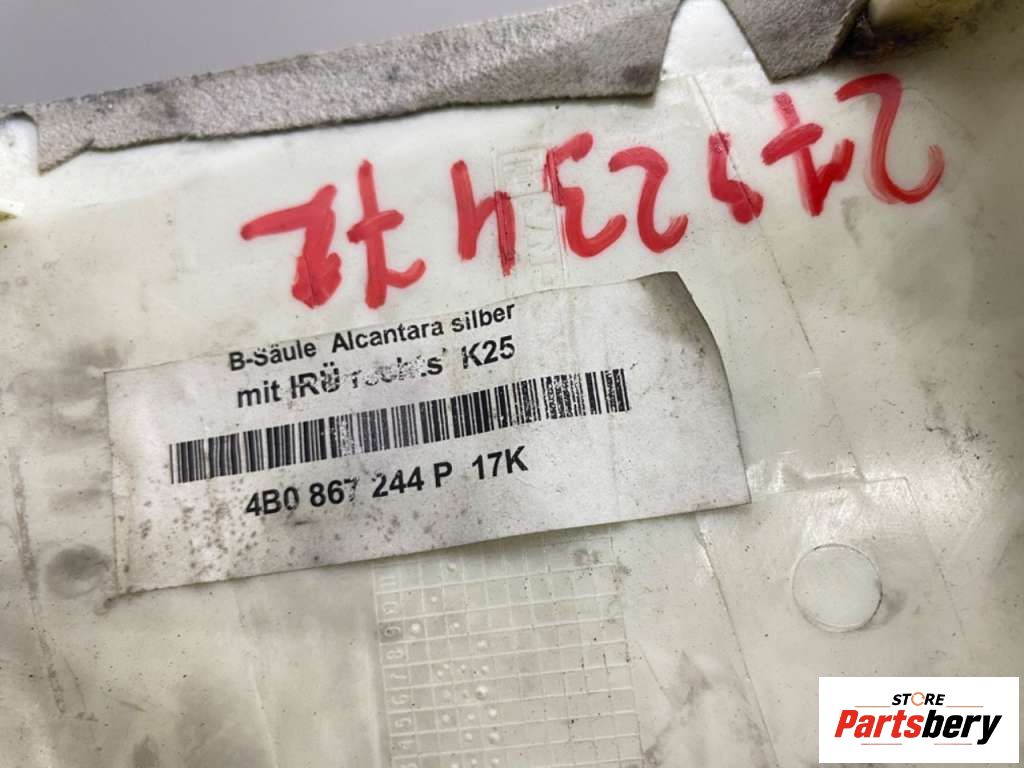 B-Säule Alcantara silber
mit IRÜ rechts K25
4B0 867 244 P 17K
STORE
Partsbery